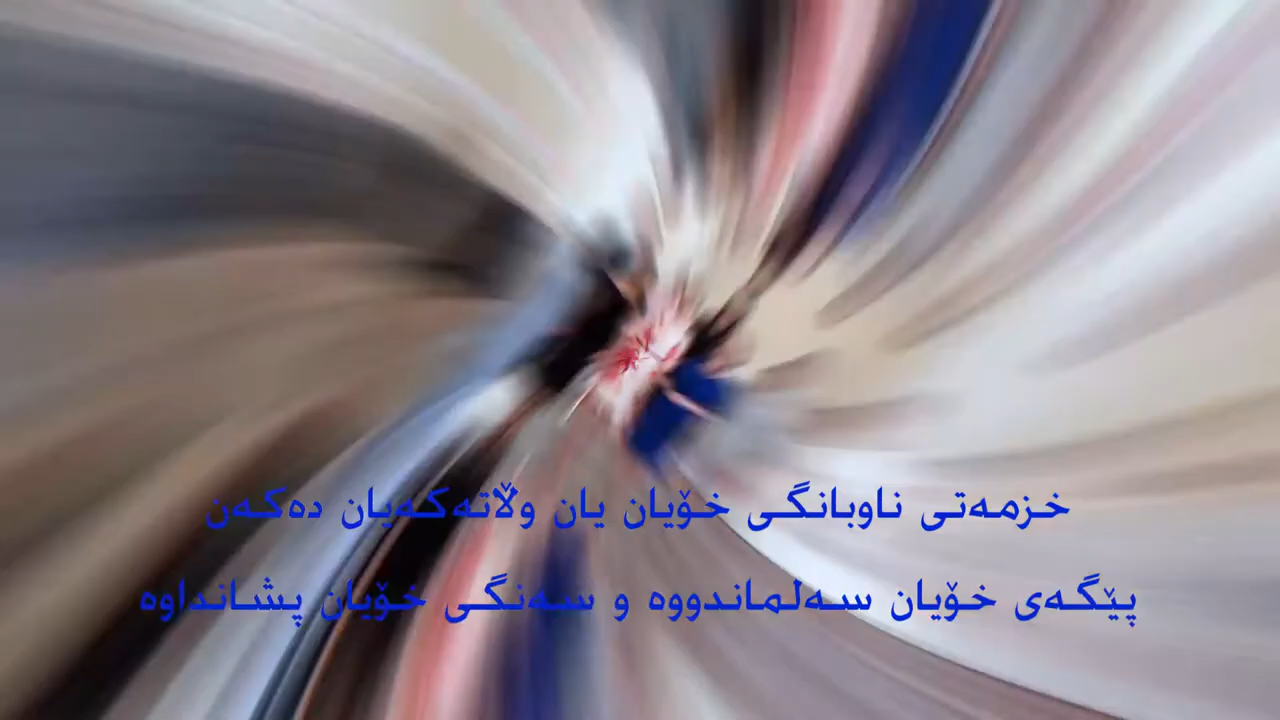 خزمەتی ناوبانگی خۆیان یان وڵاتەکەیان دەکەن
پێگەی خۆیان سەلماندووە و سەنگی خۆیان پشانداوە